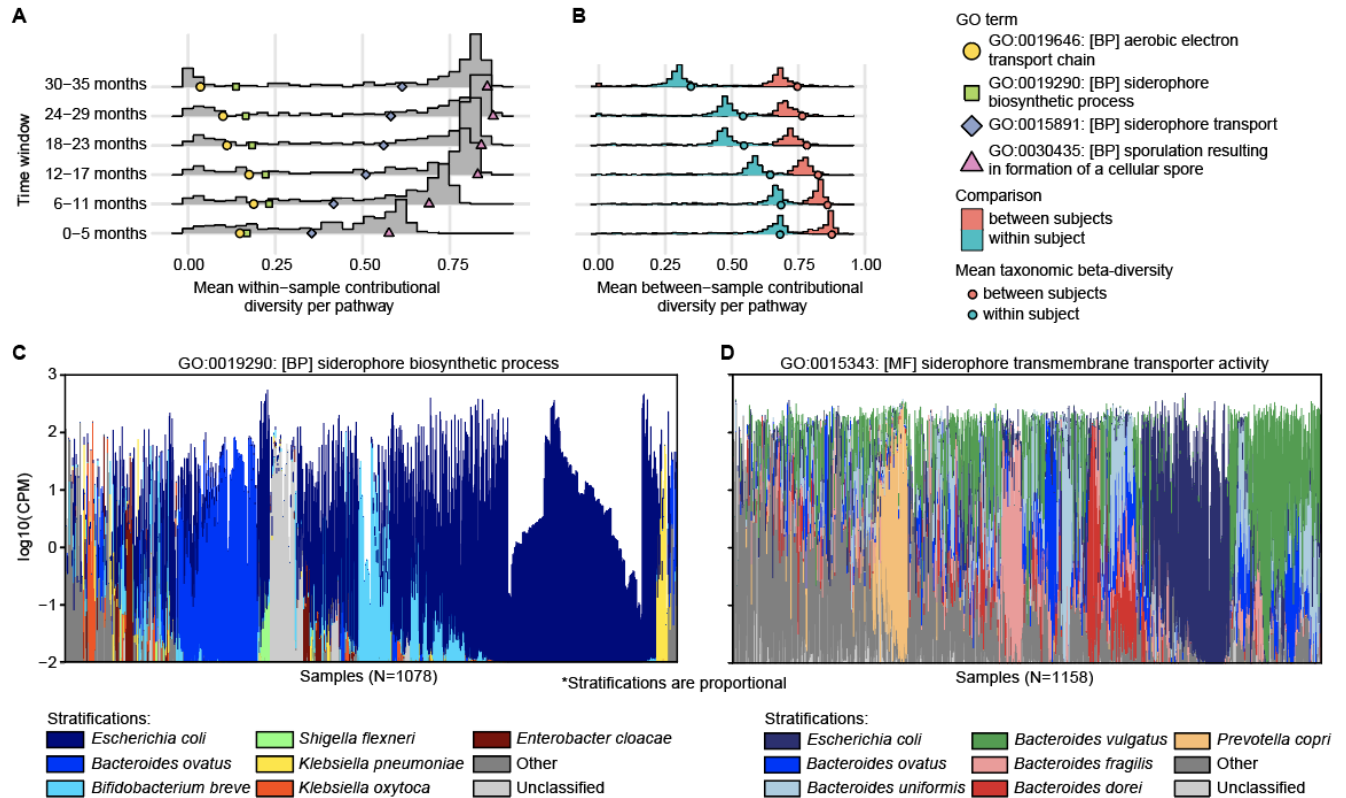 A
30−35 months
24−29 months
18−23 months
12−17 months
6−11 months
0−5 months
Time window
0.00 0.25 0.50 0.75
Mean within−sample contributional
diversity per pathway
B
0.00 0.25 0.50 0.75 1.00
Mean between−sample contributional
diversity per pathway
GO term
GO:0019646: [BP] aerobic electron
transport chain
GO:0019290: [BP] siderophore
biosynthetic process
GO:0015891: [BP] siderophore transport
GO:0030435: [BP] sporulation resulting
in formation of a cellular spore
Comparison
between subjects
within subject
Mean taxonomic beta-diversity
between subjects
within subject
C
GO:0019290: [BP] siderophore biosynthetic process
3
2
1
0
−1
−2
log10(CPM)
Samples (N=1078)
*Stratifications are proportional
D
GO:0015343: [MF] siderophore transmembrane transporter activity
Samples (N=1158)
Stratifications:
Escherichia coli
Bacteroides ovatus
Bifidobacterium breve
Shigella flexneri
Klebsiella pneumoniae
Klebsiella oxytoca
Enterobacter cloacae
Other
Unclassified
Stratifications:
Escherichia coli
Bacteroides ovatus
Bacteroides uniformis
Bacteroides vulgatus
Bacteroides fragilis
Bacteroides dorei
Prevotella copri
Other
Unclassified